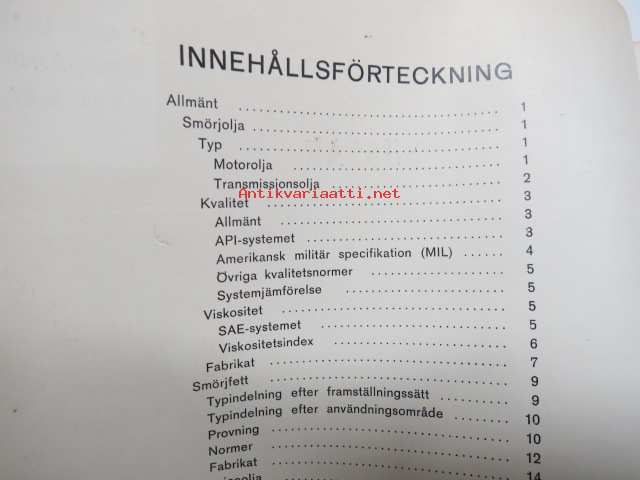 INNEHÅLLSFÖRTECKNING
Allmänt 1
Smörjolja 1
Typ 1
Motorolja 1
Transmissionsolja 2
Antikvariaatti.net
Kvalitet 3
Allmänt 3
API-systemet 3
Amerikansk militär specifikation (MIL) 4
Övriga kvalitetsnormer 5
Systemjämförelse 5
Viskositet 5
SAE-systemet 5
Viskositetsindex 6
Fabrikat 7
Smörjfett 9
Typindelning efter framställningssätt 9
Typindelning efter användningsområde 10
Provning 10
Normer 12
Fabrikat
14